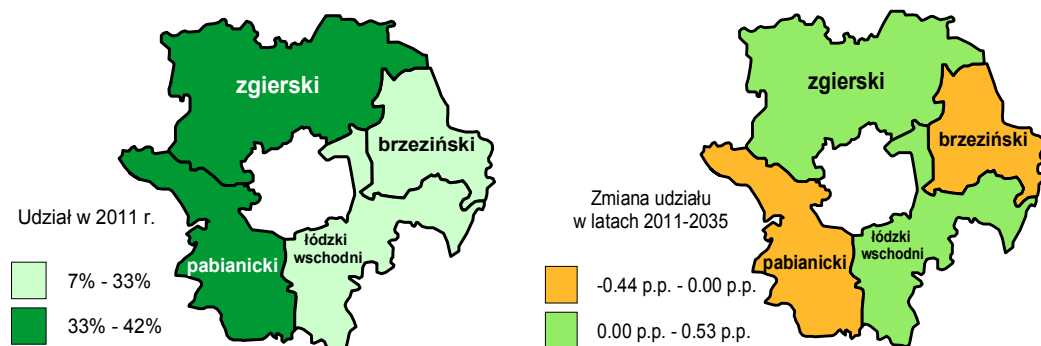 zgierski
brzeziński
Udział w 2011 r.
łódzki
wschodni
pabianicki
7% - 33%
33% - 42%
zgierski
brzeziński
Zmiana udziału
w latach 2011-2035
łódzki
wschodni
pabianicki
-0.44 p.p. - 0.00 p.p.
0.00 p.p. - 0.53 p.p.